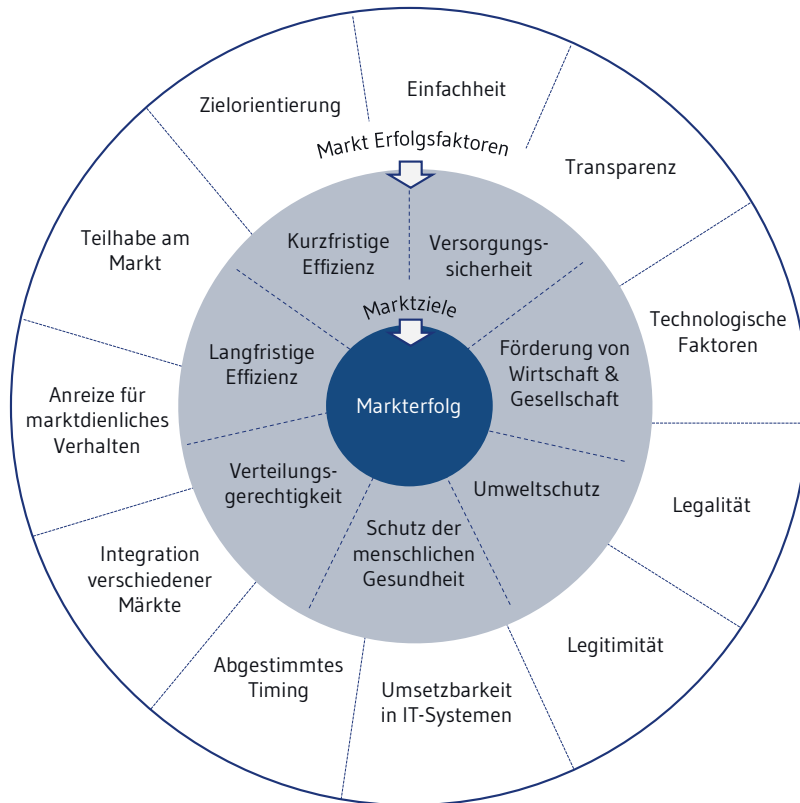 Einfachheit
Zielorientierung
Markt Erfolgsfaktoren
Transparenz
Teilhabe am
Markt
Kurzfristige
Effizienz
Versorgungs-
sicherheit
Marktziele
Technologische
Faktoren
Langfristige
Effizienz
Förderung von
Wirtschaft &
Gesellschaft
Markterfolg
Anreize für
marktdienliches
Verhalten
Verteilungs-
gerechtigkeit
Umweltschutz
Legalität
Schutz der
menschlichen
Gesundheit
Integration
verschiedener
Märkte
Legitimität
Abgestimmtes
Timing
Umsetzbarkeit
in IT-Systemen